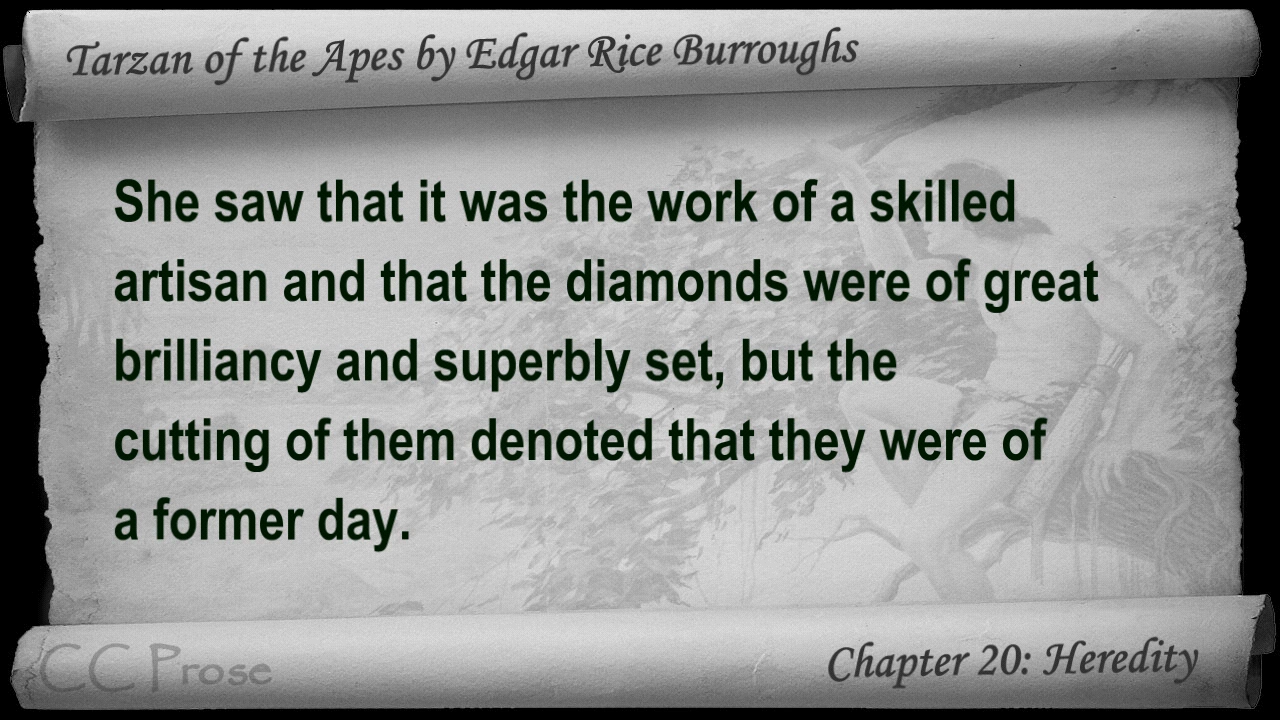 Tarzan of the Apes by Edgar Rice Burroughs
She saw that it was the work of a skilled
artisan and that the diamonds were of great
brilliancy and superbly set, but the
cutting of them denoted that they were of
a former day.
CC Prose
Chapter 20: Heredity